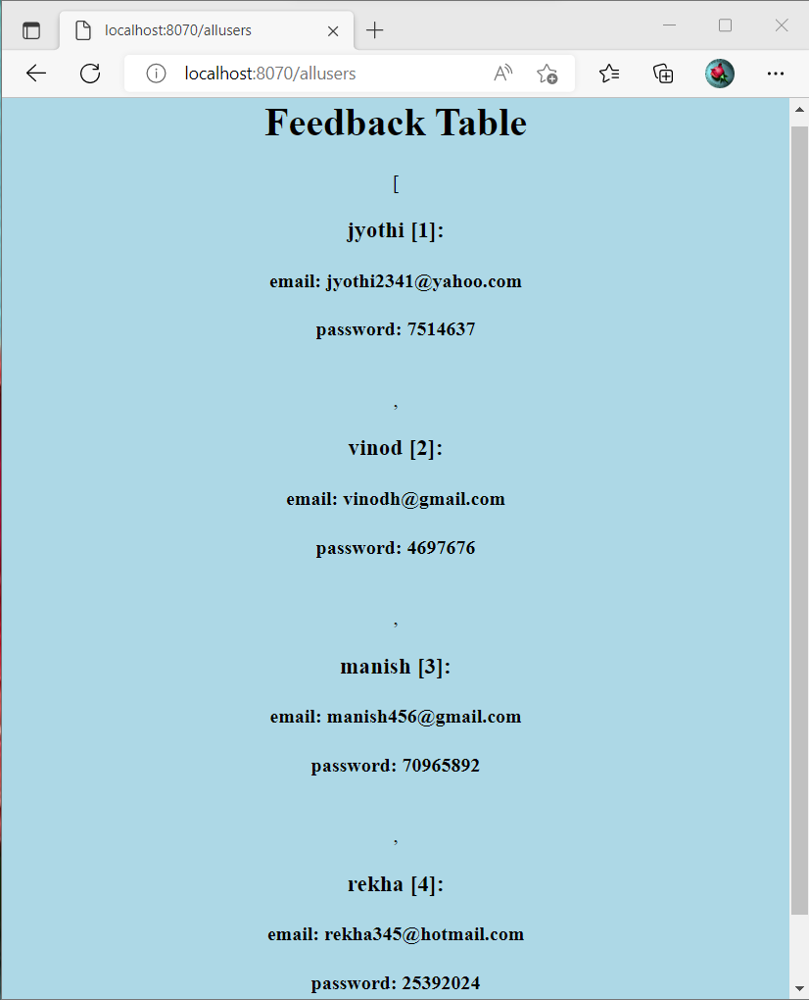 localhost:8070/allusers
localhost:8070/allusers
Feedback Table
[
jyothi [1]:
email: jyothi2341@yahoo.com
password: 7514637
,
vinod [2]:
email: vinodh@gmail.com
password: 4697676
,
manish [3]:
email: manish456@gmail.com
password: 70965892
,
rekha [4]:
email: rekha345@hotmail.com
password: 25392024